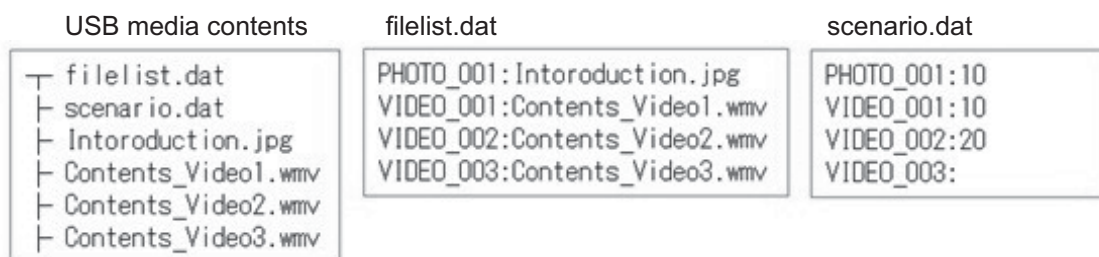 USB media contents
filelist.dat
scenario.dat
Intoroduction.jpg
Contents_Video1.wmv
Contents_Video2.wmv
Contents_Video3.wmv
filelist.dat
PHOTO_001:Intoroduction.jpg
VIDEO_001:Contents_Video1.wmv
VIDEO_002:Contents_Video2.wmv
VIDEO_003:Contents_Video3.wmv
scenario.dat
PHOTO_001:10
VIDEO_001:10
VIDEO_002:20
VIDEO_003: